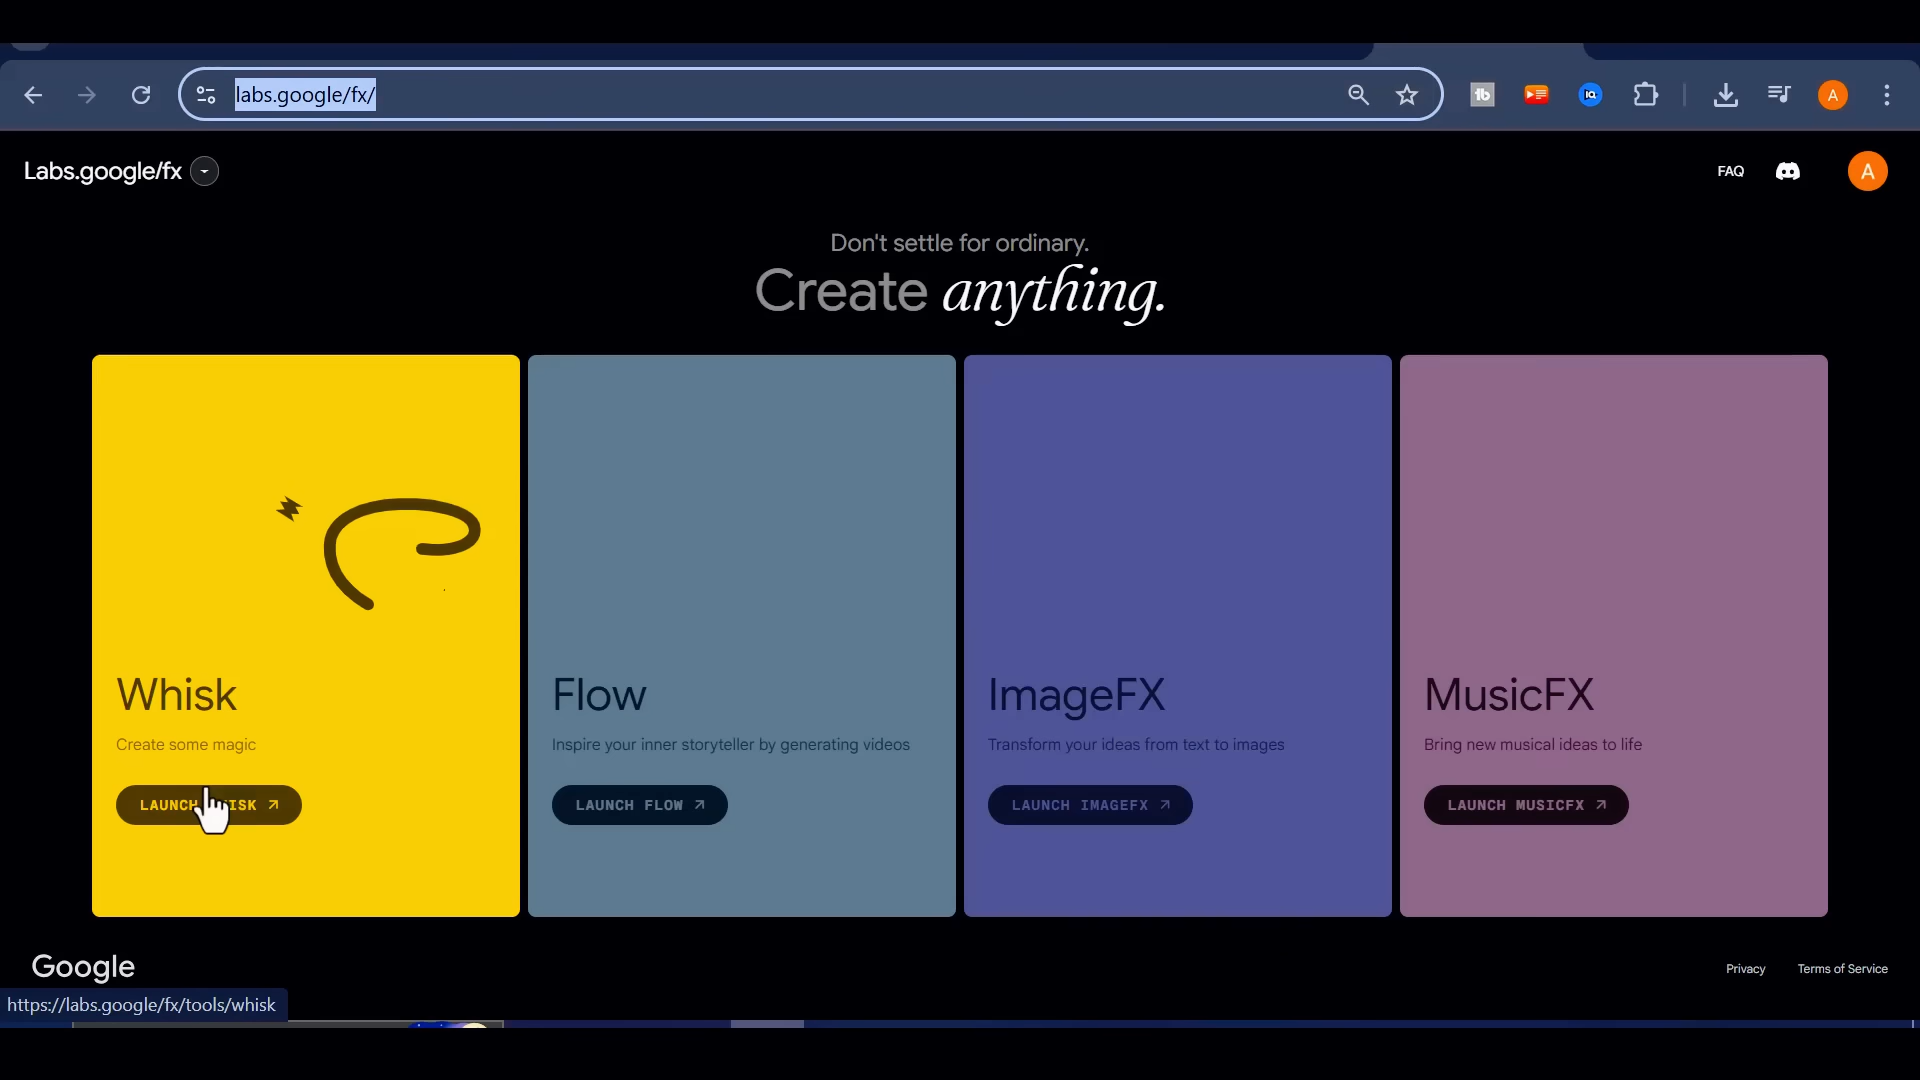 labs.google/fx/
A
Labs.google/fx
FAQ
A
Don't settle for ordinary.
Create anything.
Whisk
Create some magic
LAUNCH
Flow
Inspire your inner storyteller by generating videos
LAUNCH FLOW
ImageFX
Transform your ideas from text to images
LAUNCH IMAGEFX
MusicFX
Bring new musical ideas to life
LAUNCH MUSICFX
Google
Privacy
Terms of Service
https://labs.google/fx/tools/whisk